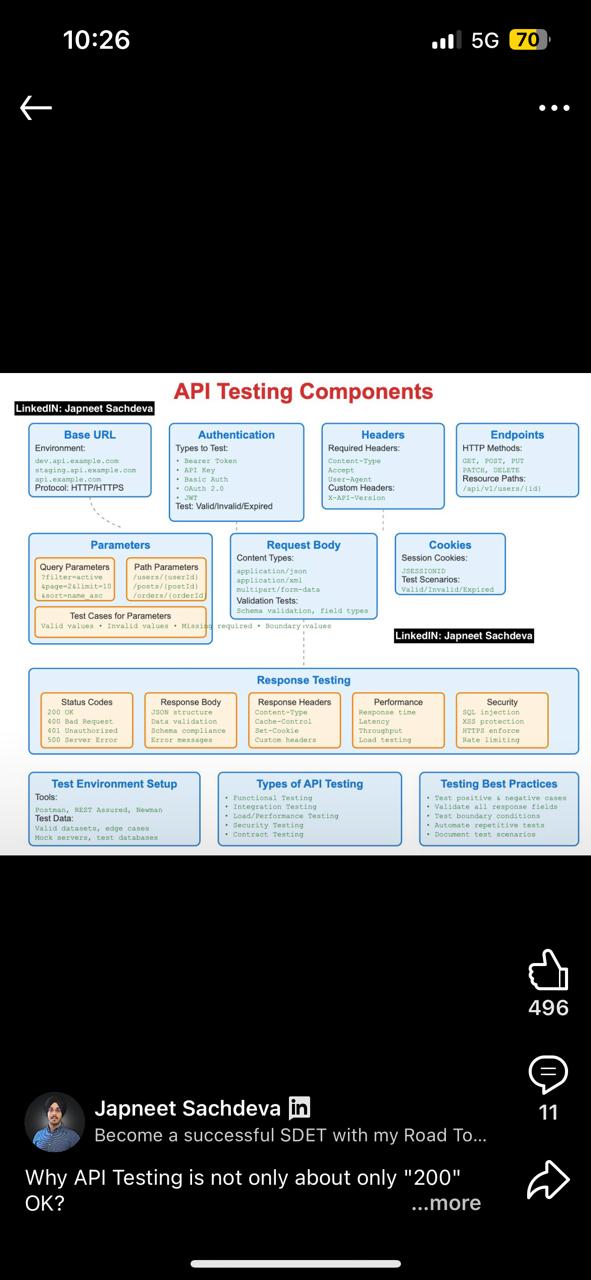 10:26
5G
70
API Testing Components
LinkedIN: Japneet Sachdeva
Base URL
Environment:
dev.api.example.com
staging.api.example.com
api.example.com
Protocol: HTTP/HTTPS
Authentication
Types to Test:
• Bearer Token
• API Key
• Basic Auth
• OAuth 2.0
• JWT
Test: Valid/Invalid/Expired
Headers
Required Headers:
Content-Type
Accept
User-Agent
Custom Headers:
X-API-Version
Endpoints
HTTP Methods:
GET, POST, PUT
PATCH, DELETE
Resource Paths:
/api/v1/users/{id}
Parameters
Query Parameters
?filter=active
&page=2&limit=10
&sort=name_asc
Path Parameters
/users/{userId}
/posts/{postId}
/orders/{orderId}
Test Cases for Parameters
Valid values • Invalid values • Missing required • Boundary values
Request Body
Content Types:
application/json
application/xml
multipart/form-data
Validation Tests:
Schema validation, field types
Cookies
Session Cookies:
JSESSIONID
Test Scenarios:
Valid/Invalid/Expired
LinkedIN: Japneet Sachdeva
Response Testing
Status Codes
200 OK
400 Bad Request
401 Unauthorized
500 Server Error
Response Body
JSON structure
Data validation
Schema compliance
Error messages
Response Headers
Content-Type
Cache-Control
Set-Cookie
Custom headers
Performance
Response time
Latency
Throughput
Load testing
Security
SQL injection
XSS protection
HTTPS enforce
Rate limiting
Test Environment Setup
Tools:
Postman, REST Assured, Newman
Test Data:
Valid datasets, edge cases
Mock servers, test databases
Types of API Testing
• Functional Testing
• Integration Testing
• Load/Performance Testing
• Security Testing
• Contract Testing
Testing Best Practices
• Test positive & negative cases
• Validate all response fields
• Test boundary conditions
• Automate repetitive tests
• Document test scenarios
496
11
Japneet Sachdeva in
Become a successful SDET with my Road To...
Why API Testing is not only about only "200"
OK?
...more